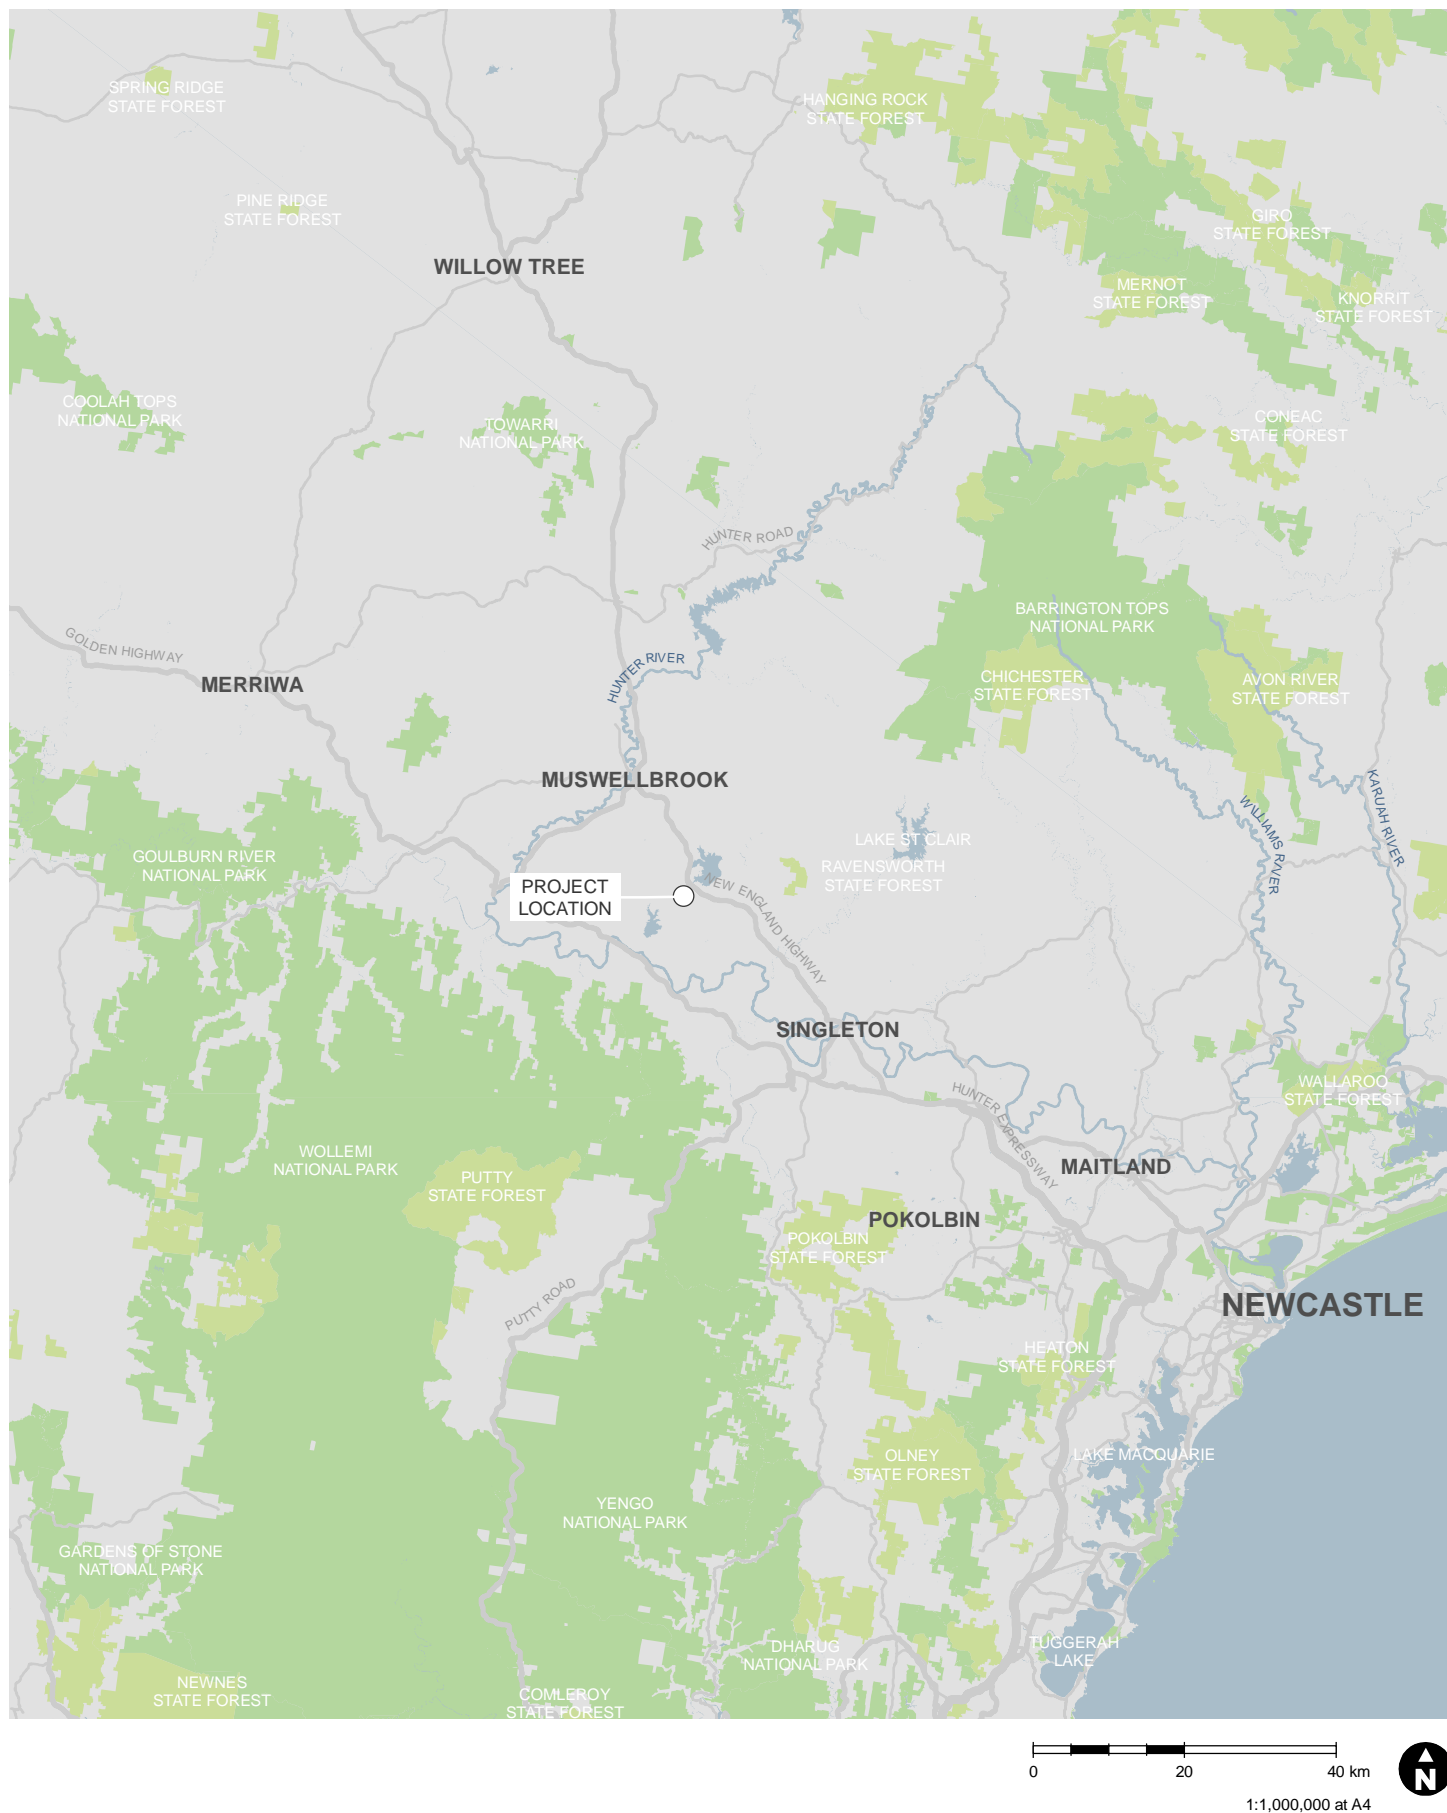 SPRING RIDGE
STATE FOREST
HANGING ROCK
STATE FOREST
PINE RIDGE
STATE FOREST
GIRO
STATE FOREST
WILLOW TREE
MERNOT
STATE FOREST
KNORRIT
STATE FOREST
COOLAH TOPS
NATIONAL PARK
TOWARRI
NATIONAL PARK
CONEAC
STATE FOREST
HUNTER ROAD
BARRINGTON TOPS
NATIONAL PARK
GOLDEN HIGHWAY
HUNTER RIVER
MERRIWA
CHICHESTER
STATE FOREST
AVON RIVER
STATE FOREST
MUSWELLBROOK
KARUAH RIVER
WILLIAMS RIVER
LAKE ST CLAIR
GOULBURN RIVER
NATIONAL PARK
RAVENSWORTH
STATE FOREST
PROJECT
LOCATION
NEW ENGLAND HIGHWAY
SINGLETON
WALLAROO
STATE FOREST
HUNTER EXPRESSWAY
WOLLEMI
NATIONAL PARK
PUTTY
STATE FOREST
MAITLAND
POKOLBIN
POKOLBIN
STATE FOREST
PUTTY ROAD
NEWCASTLE
HEATON
STATE FOREST
OLNEY
STATE FOREST
LAKE MACQUARIE
YENGO
NATIONAL PARK
GARDENS OF STONE
NATIONAL PARK
DHARUG
NATIONAL PARK
TUGGERAH
LAKE
NEWNES
STATE FOREST
COMLEROY
STATE FOREST
0 20 40 km
N
1:1,000,000 at A4